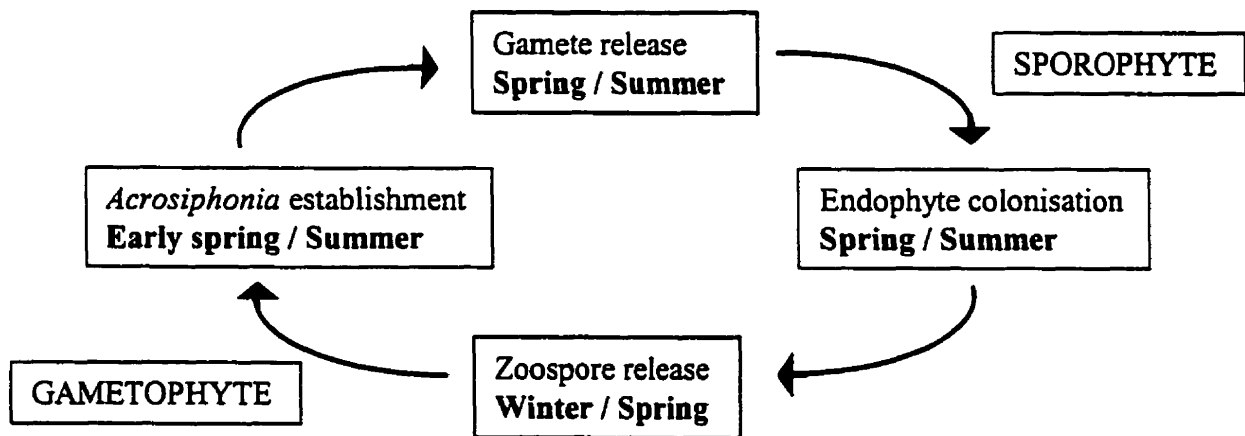 Gamete release
Spring / Summer
SPOROPHYTE
Acrosiphonia establishment
Early spring / Summer
Endophyte colonisation
Spring / Summer
GAMETOPHYTE
Zoospore release
Winter / Spring